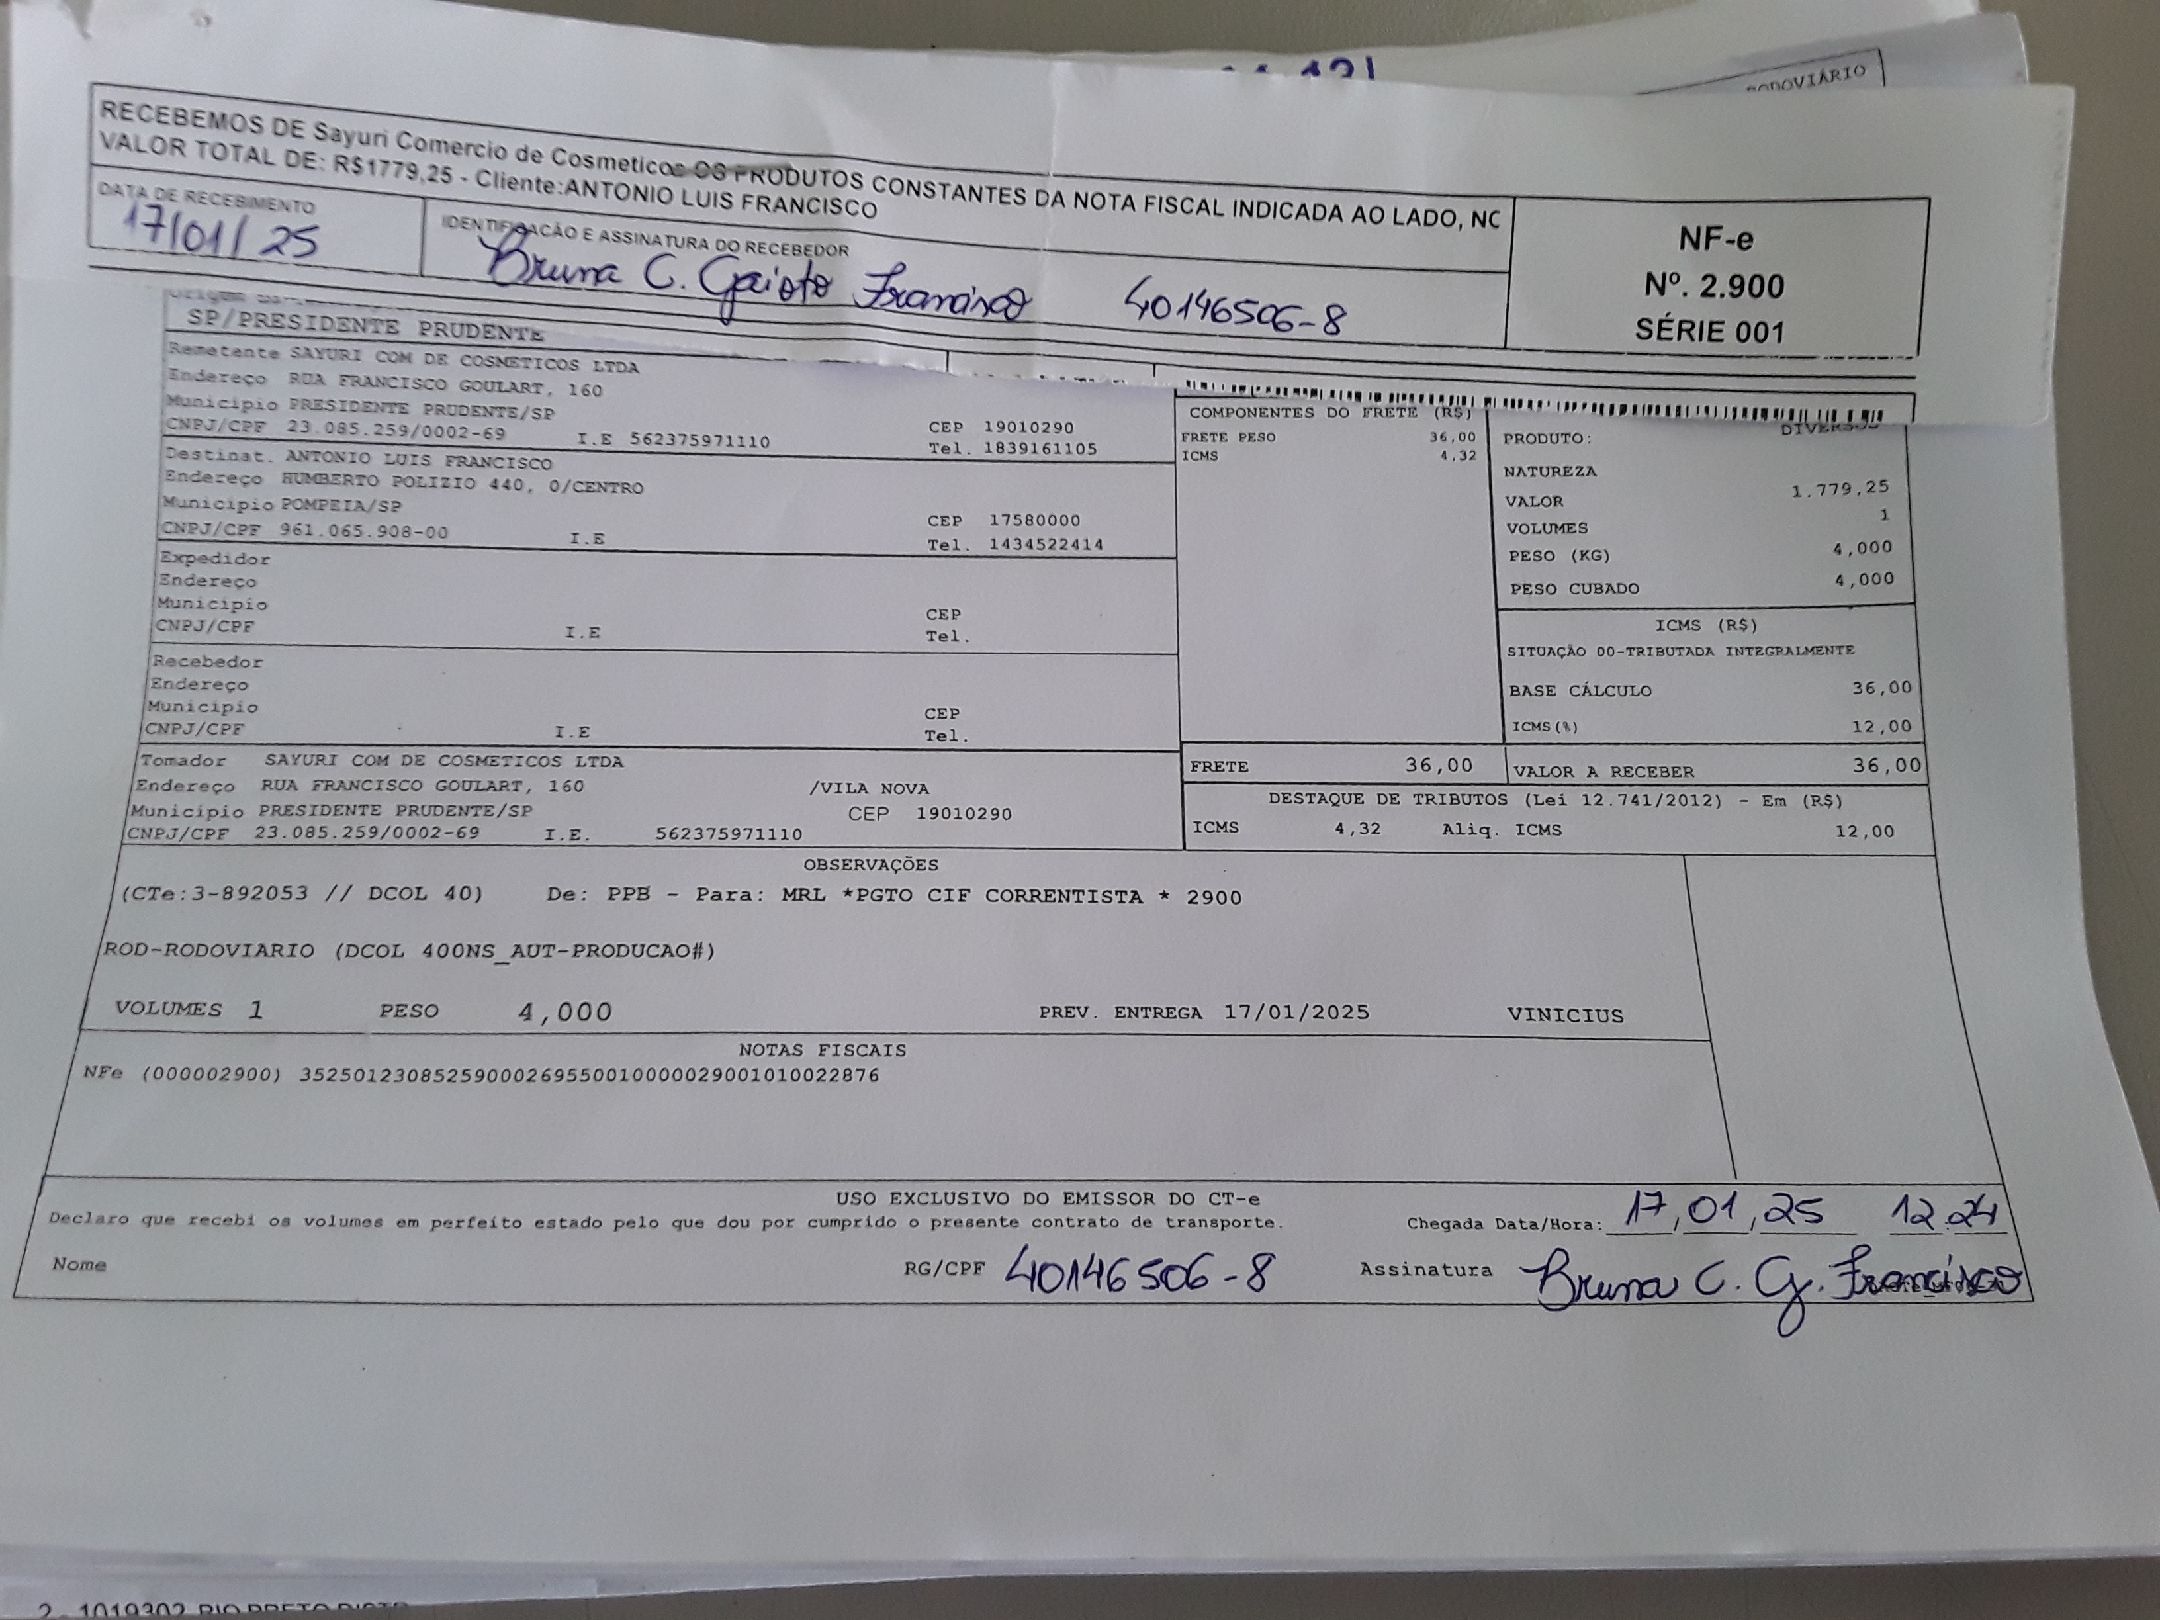 RODOVIÁRIO
RECEBEMOS DE Sayuri Comercio de Cosmeticos OS PRODUTOS CONSTANTES DA NOTA FISCAL INDICADA AO LADO, NO
VALOR TOTAL DE: R$1779,25 - Cliente:ANTONIO LUIS FRANCISCO
DATA DE RECEBIMENTO
17/01/25
IDENTIFICAÇÃO E ASSINATURA DO RECEBEDOR
Bruna C. Gaioto Francisco 40146506-8
NF-e
Nº. 2.900
SÉRIE 001
SP/PRESIDENTE PRUDENTE
Remetente SAYURI COM DE COSMETICOS LTDA
Endereço RUA FRANCISCO GOULART, 160
Municipio PRESIDENTE PRUDENTE/SP CEP 19010290
CNPJ/CPF 23.085.259/0002-69 I.E 562375971110 Tel. 1839161105
Destinat. ANTONIO LUIS FRANCISCO
Endereço HUMBERTO POLIZIO 440, 0/CENTRO
Municipio POMPEIA/SP CEP 17580000
CNPJ/CPF 961.065.908-00 I.E Tel. 1434522414
Expedidor
Endereço
Municipio CEP
CNPJ/CPF I.E Tel.
Recebedor
Endereço
Municipio CEP
CNPJ/CPF I.E Tel.
Tomador SAYURI COM DE COSMETICOS LTDA
Endereço RUA FRANCISCO GOULART, 160 /VILA NOVA
Municipio PRESIDENTE PRUDENTE/SP CEP 19010290
CNPJ/CPF 23.085.259/0002-69 I.E. 562375971110
COMPONENTES DO FRETE (R$)
FRETE PESO 36,00
ICMS 4,32
PRODUTO: DIVERSOS
NATUREZA
VALOR 1.779,25
VOLUMES 1
PESO (KG) 4,000
PESO CUBADO 4,000
ICMS (R$)
SITUAÇÃO 00-TRIBUTADA INTEGRALMENTE
BASE CÁLCULO 36,00
ICMS(%) 12,00
FRETE 36,00 VALOR A RECEBER 36,00
DESTAQUE DE TRIBUTOS (Lei 12.741/2012) - Em (R$)
ICMS 4,32 Aliq. ICMS 12,00
OBSERVAÇÕES
(CTe:3-892053 // DCOL 40) De: PPB - Para: MRL *PGTO CIF CORRENTISTA * 2900
ROD-RODOVIARIO (DCOL 400NS_AUT-PRODUCAO#)
VOLUMES 1 PESO 4,000 PREV. ENTREGA 17/01/2025 VINICIUS
NOTAS FISCAIS
NFe (000002900) 35250123085259000269550010000029001010022876
USO EXCLUSIVO DO EMISSOR DO CT-e
Declaro que recebi os volumes em perfeito estado pelo que dou por cumprido o presente contrato de transporte. Chegada Data/Hora: 17,01,25 12 24
Nome RG/CPF 40146506-8 Assinatura Bruna C. G. Francisco